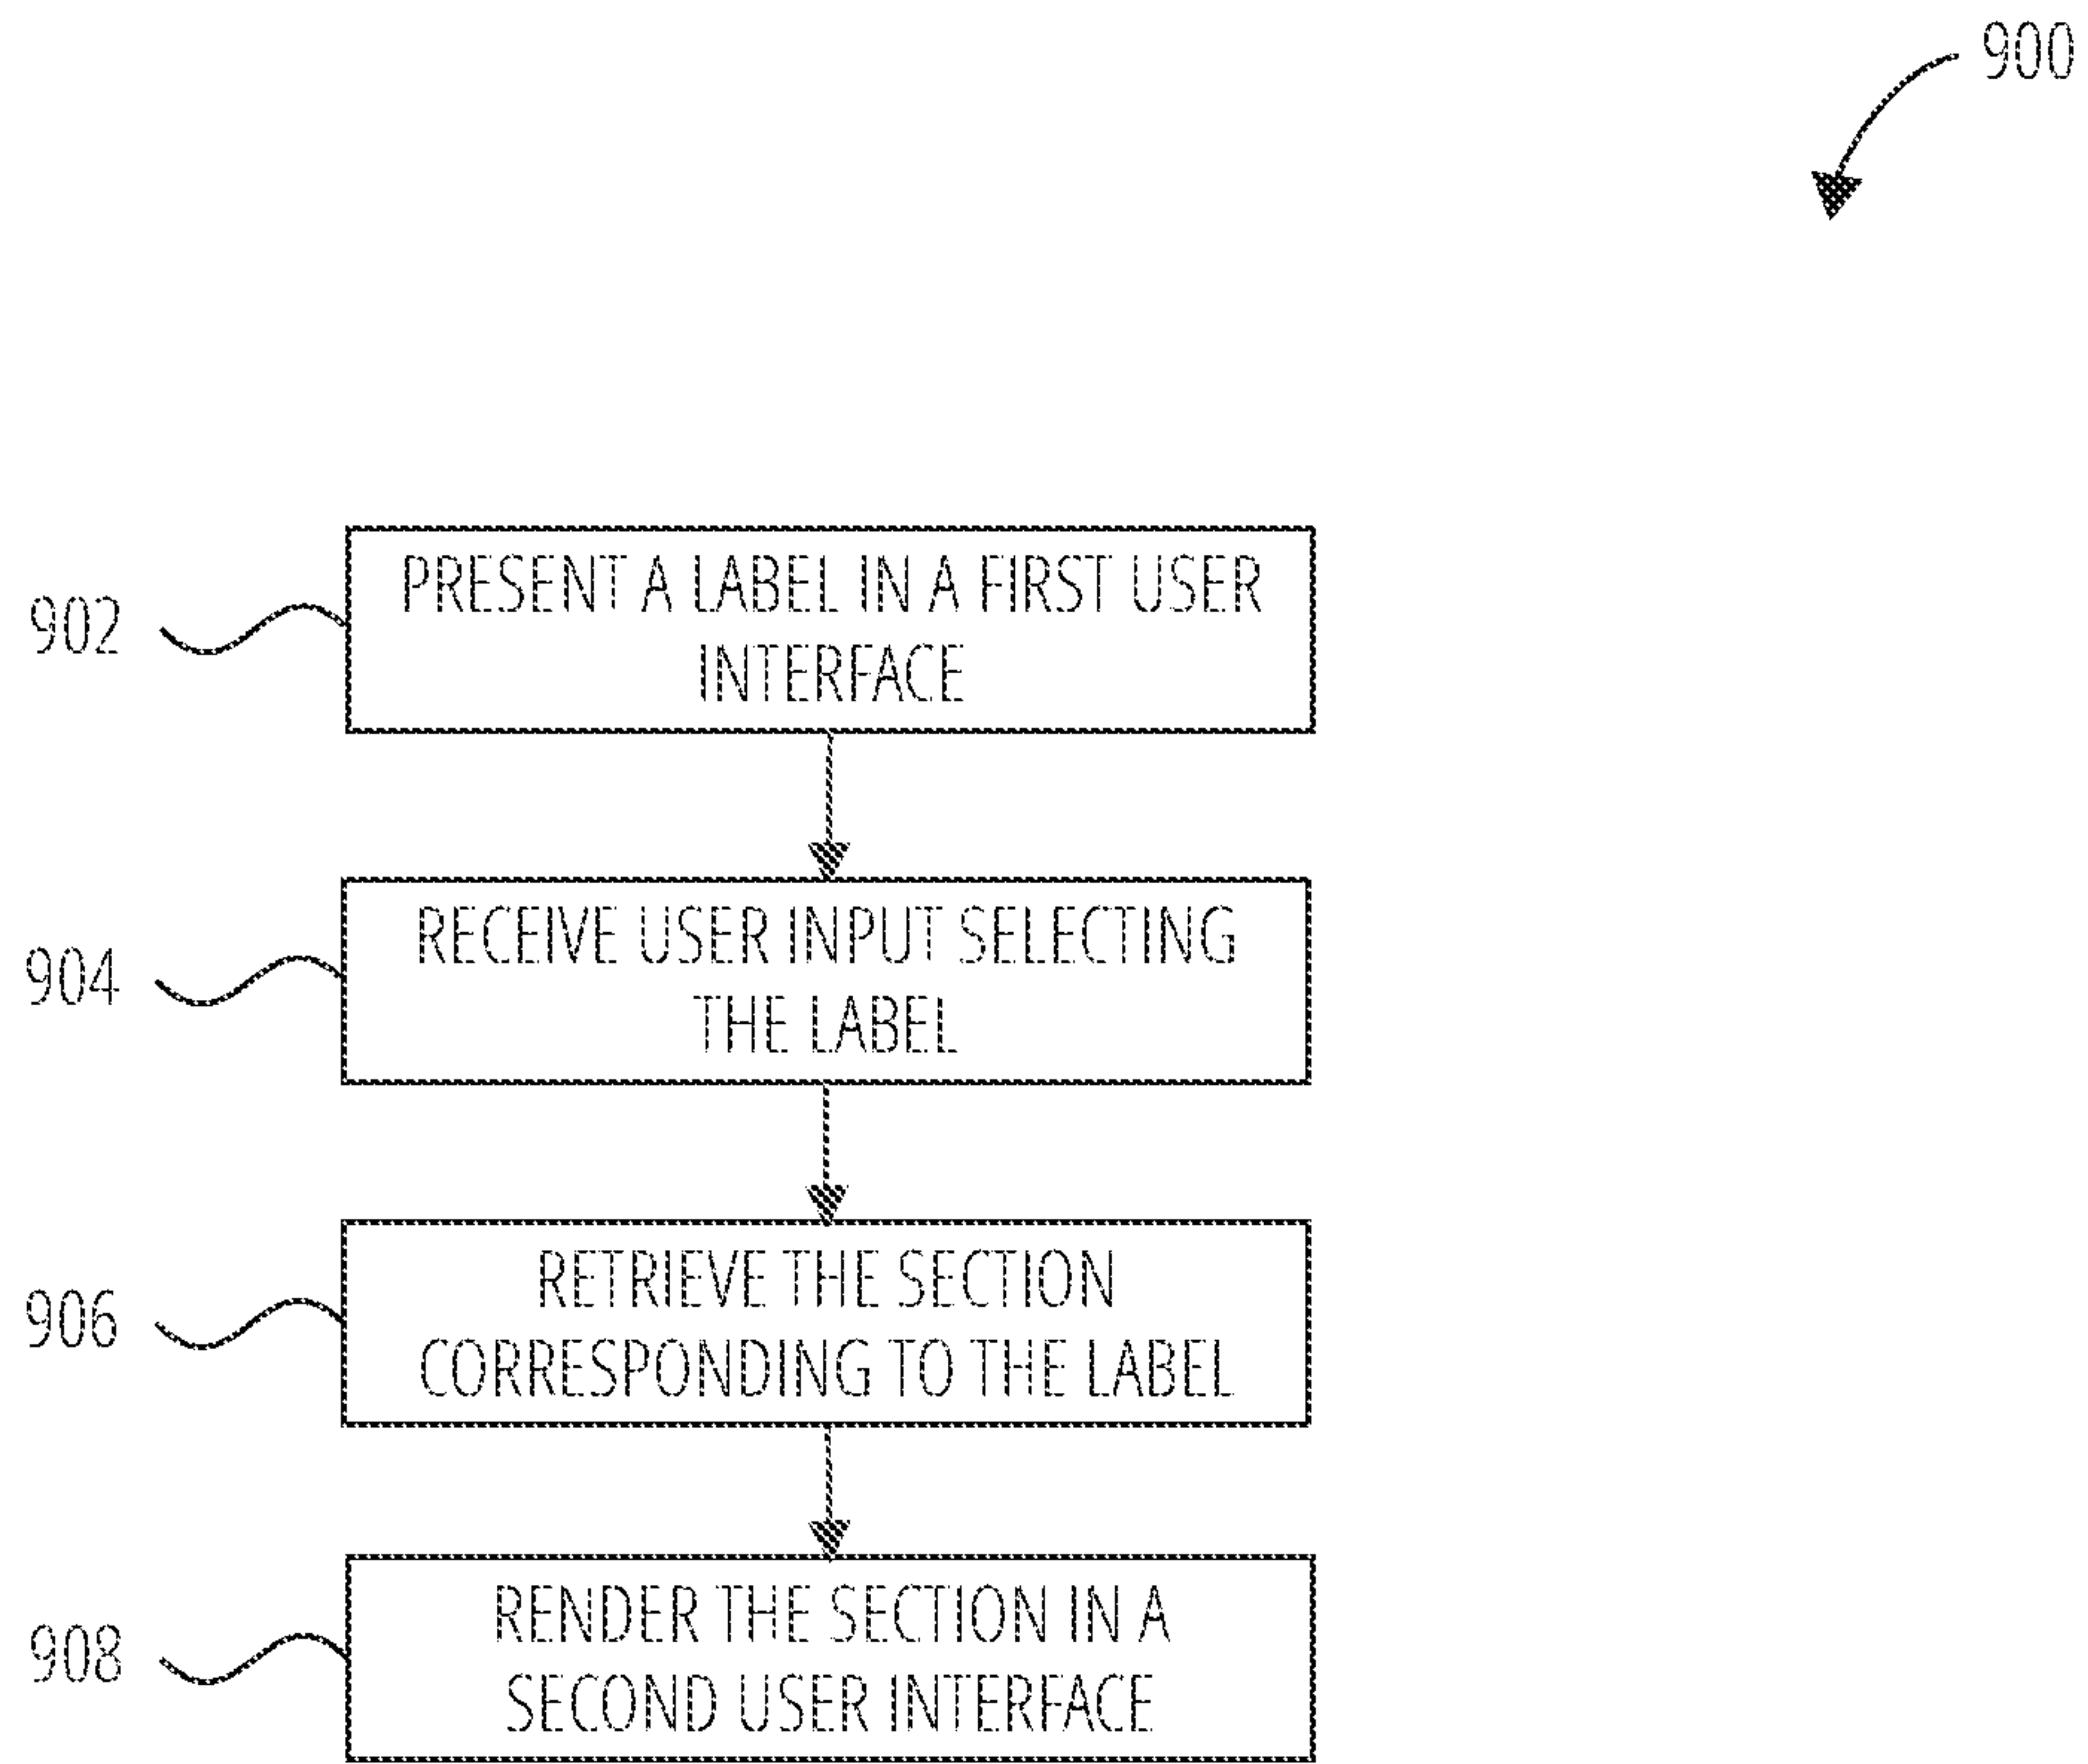 900
902
PRESENT A LABEL IN A FIRST USER
INTERFACE
904
RECEIVE USER INPUT SELECTING
THE LABEL
906
RETRIEVE THE SECTION
CORRESPONDING TO THE LABEL
908
RENDER THE SECTION IN A
SECOND USER INTERFACE